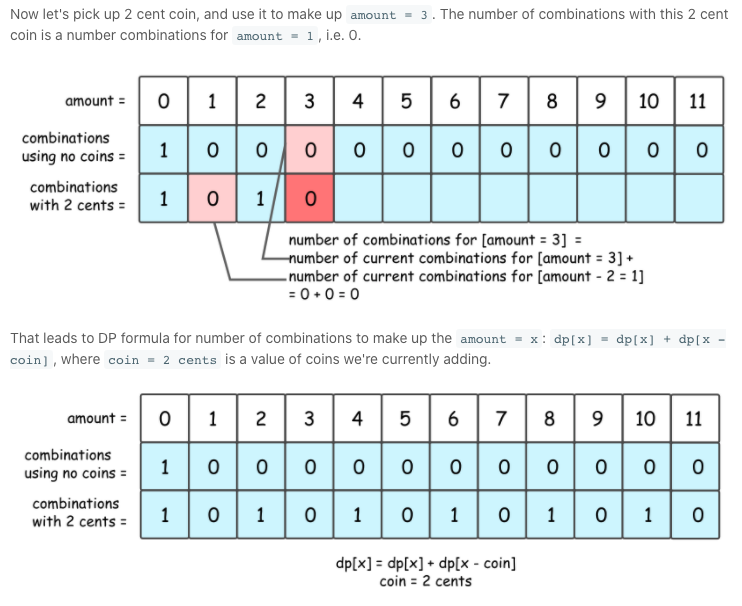 Now let's pick up 2 cent coin, and use it to make up amount = 3 . The number of combinations with this 2 cent
coin is a number combinations for amount = 1 , i.e. 0.
amount = 0 1 2 3 4 5 6 7 8 9 10 11
combinations
using no coins = 1 0 0 0 0 0 0 0 0 0 0 0
combinations
with 2 cents = 1 0 1 0
number of combinations for [amount = 3] =
number of current combinations for [amount = 3] +
number of current combinations for [amount - 2 = 1]
= 0 + 0 = 0
That leads to DP formula for number of combinations to make up the amount = x : dp[x] = dp[x] + dp[x -
coin] , where coin = 2 cents is a value of coins we're currently adding.
amount = 0 1 2 3 4 5 6 7 8 9 10 11
combinations
using no coins = 1 0 0 0 0 0 0 0 0 0 0 0
combinations
with 2 cents = 1 0 1 0 1 0 1 0 1 0 1 0
dp[x] = dp[x] + dp[x - coin]
coin = 2 cents